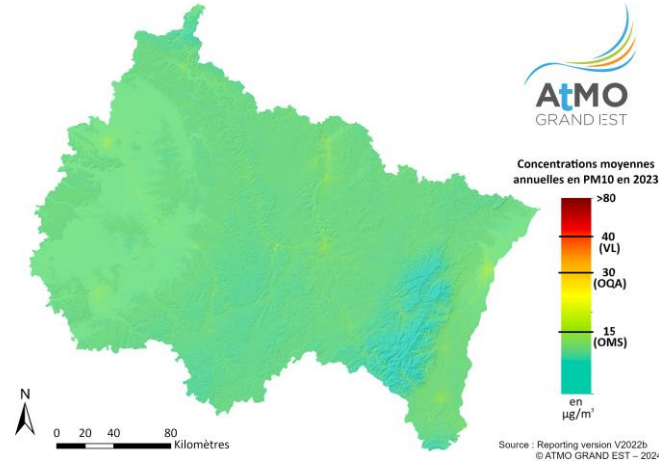 AtMO
GRAND EST
Concentrations moyennes
annuelles en PM10 en 2023
>80
40
(VL)
30
(OQA)
15
(OMS)
en
µg/m³
N
0 20 40 80
Kilomètres
Source : Reporting version V2022b
© ATMO GRAND EST – 2024